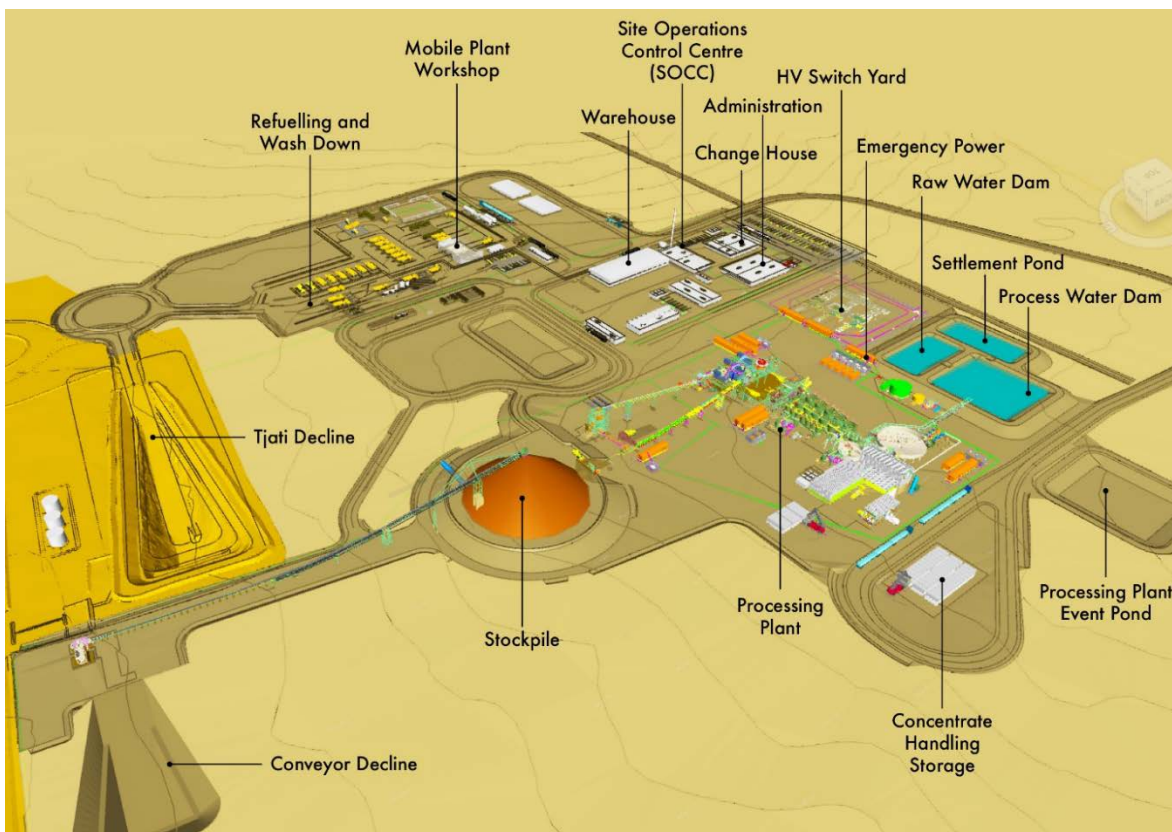 Site Operations
Control Centre
(SOCC)
Mobile Plant
Workshop
HV Switch Yard
Administration
Warehouse
Refuelling and
Wash Down
Change House
Emergency Power
Raw Water Dam
Settlement Pond
Process Water Dam
Tjati Decline
Stockpile
Processing
Plant
Processing Plant
Event Pond
Concentrate
Handling
Storage
Conveyor Decline